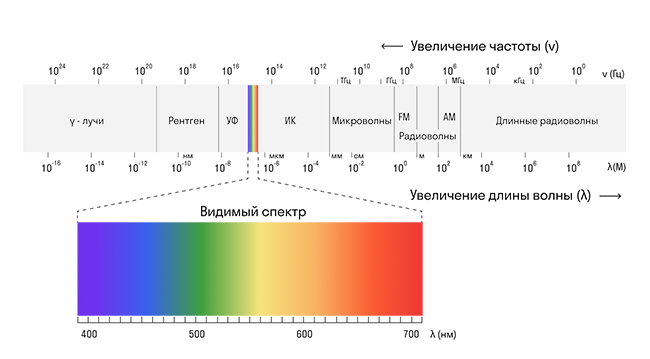 ← Увеличение частоты (ν)
10²⁴ 10²² 10²⁰ 10¹⁸ 10¹⁶ 10¹⁴ 10¹² 10¹⁰ 10⁸ 10⁶ 10⁴ 10² 10⁰ ν (Гц)
ТГц ГГц МГц кГц
γ - лучи Рентген УФ ИК Микроволны FM AM Длинные радиоволны
Радиоволны
нм мкм мм см м км
10⁻¹⁶ 10⁻¹⁴ 10⁻¹² 10⁻¹⁰ 10⁻⁸ 10⁻⁶ 10⁻⁴ 10⁻² 10⁰ 10² 10⁴ 10⁶ 10⁸ λ(М)
Увеличение длины волны (λ) →
Видимый спектр
400 500 600 700 λ (нм)